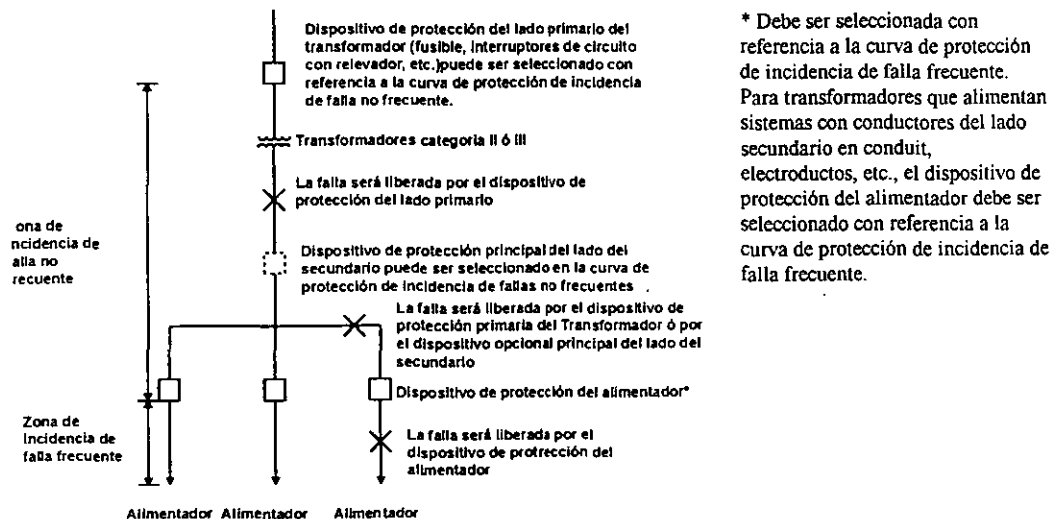 Dispositivo de protección del lado primario del
transformador (fusible, interruptores de circuito
con relevador, etc.)puede ser seleccionado con
referencia a la curva de protección de incidencia
de falla no frecuente.
Transformadores categoria II ó III
La falla será liberada por el dispositivo de
protección del lado primario
ona de
ncidencia de
alla no
recuente
Dispositivo de protección principal del lado del
secundario puede ser seleccionado en la curva de
protección de incidencia de fallas no frecuentes
La falla será liberada por el dispositivo de
protección primaria del Transformador ó por
el dispositivo opcional principal del lado del
secundario
Dispositivo de protección del alimentador*
Zona de
Incidencia de
falla frecuente
La falla será liberada por el
dispositivo de protrección del
alimentador
Alimentador Alimentador Alimentador
* Debe ser seleccionada con
referencia a la curva de protección
de incidencia de falla frecuente.
Para transformadores que alimentan
sistemas con conductores del lado
secundario en conduit,
electroductos, etc., el dispositivo de
protección del alimentador debe ser
seleccionado con referencia a la
curva de protección de incidencia de
falla frecuente.